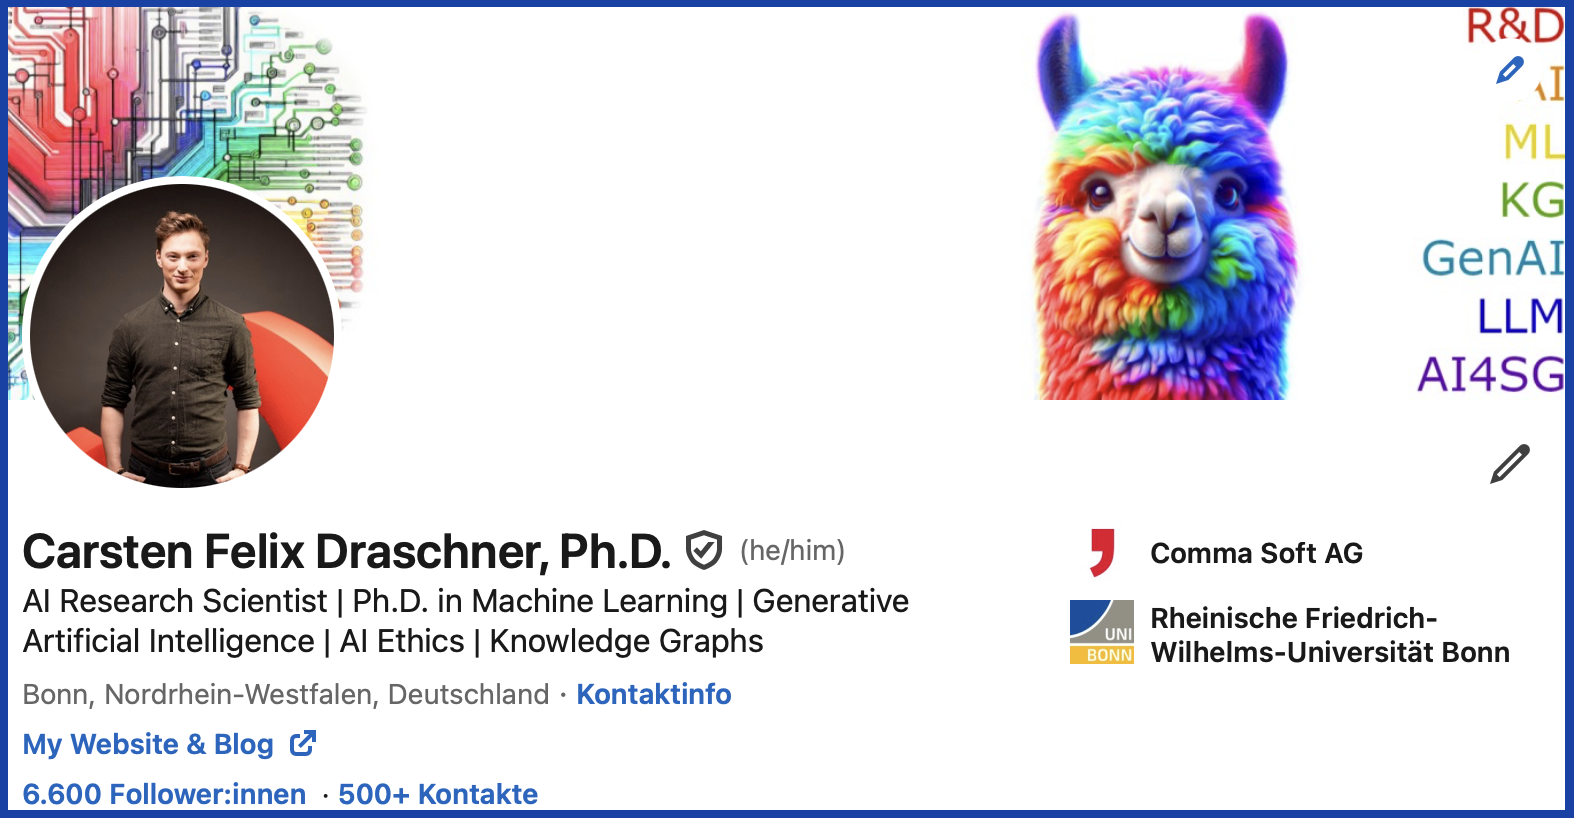 R&D
AI
ML
KG
GenAI
LLM
AI4SG
Carsten Felix Draschner, Ph.D. (he/him)
AI Research Scientist | Ph.D. in Machine Learning | Generative
Artificial Intelligence | AI Ethics | Knowledge Graphs
Bonn, Nordrhein-Westfalen, Deutschland · Kontaktinfo
My Website & Blog
6.600 Follower:innen · 500+ Kontakte
Comma Soft AG
UNI
BONN
Rheinische Friedrich-
Wilhelms-Universität Bonn